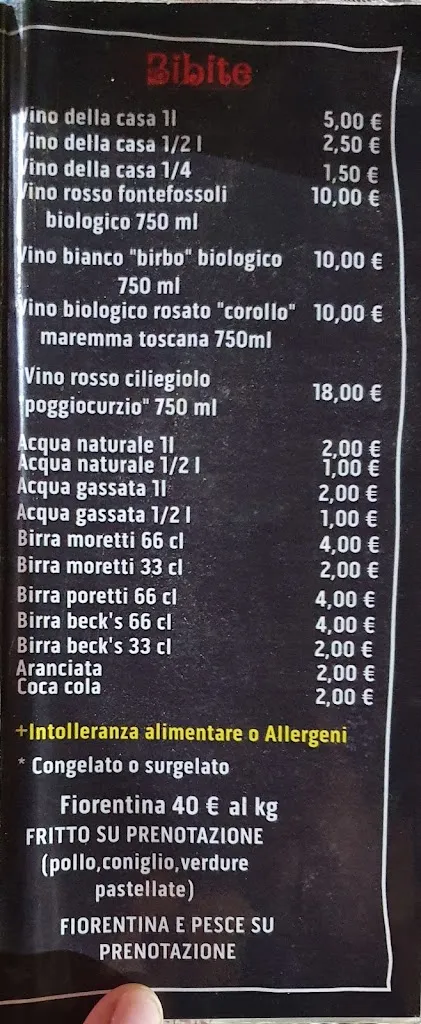 Bibite
Vino della casa 1l 5,00 €
Vino della casa 1/2 l 2,50 €
Vino della casa 1/4 1,50 €
Vino rosso fontefossoli 10,00 €
biologico 750 ml
Vino bianco "birbo" biologico 10,00 €
750 ml
Vino biologico rosato "corollo" 10,00 €
maremma toscana 750ml
Vino rosso ciliegiolo
"poggiocurzio" 750 ml 18,00 €
Acqua naturale 1l 2,00 €
Acqua naturale 1/2 l 1,00 €
Acqua gassata 1l 2,00 €
Acqua gassata 1/2 l 1,00 €
Birra moretti 66 cl 4,00 €
Birra moretti 33 cl 2,00 €
Birra poretti 66 cl 4,00 €
Birra beck's 66 cl 4,00 €
Birra beck's 33 cl 2,00 €
Aranciata 2,00 €
Coca cola 2,00 €
+Intolleranza alimentare o Allergeni
* Congelato o surgelato
Fiorentina 40 € al kg
FRITTO SU PRENOTAZIONE
(pollo,coniglio,verdure
pastellate)
FIORENTINA E PESCE SU
PRENOTAZIONE